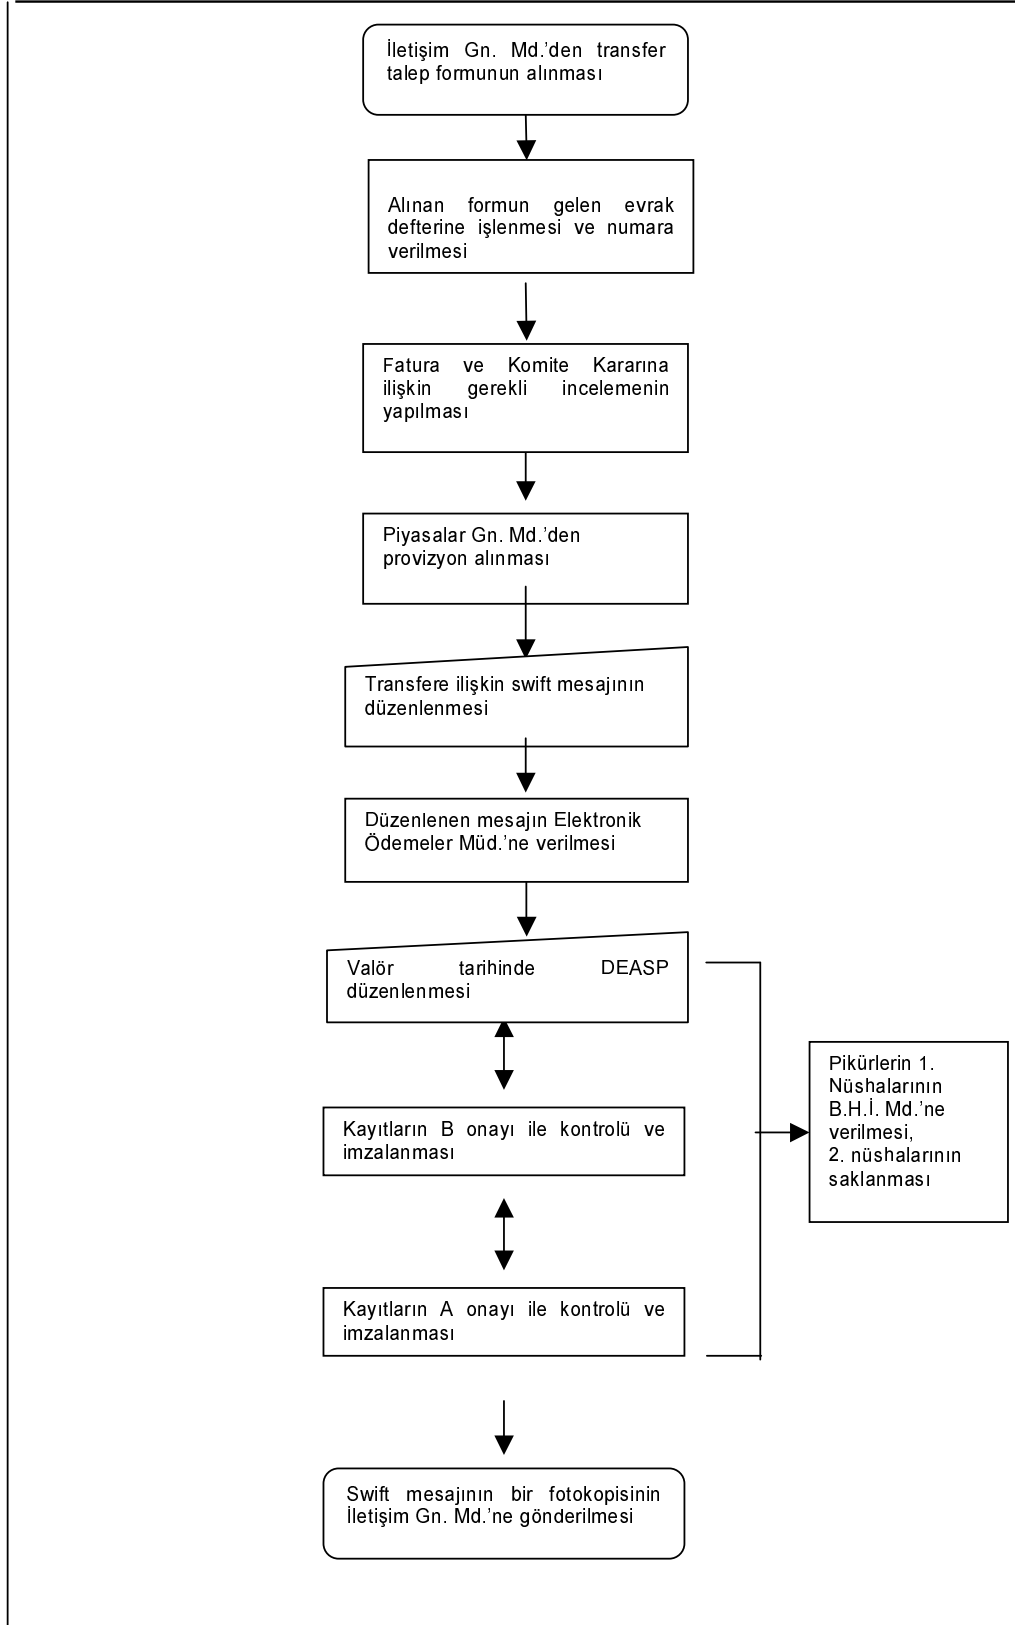 İletişim Gn. Md.’den transfer
talep formunun alınması
Alınan formun gelen evrak
defterine işlenmesi ve numara
verilmesi
Fatura ve Komite Kararına
ilişkin gerekli incelemenin
yapılması
Piyasalar Gn. Md.’den
provizyon alınması
Transfere ilişkin swift mesajının
düzenlenmesi
Düzenlenen mesajın Elektronik
Ödemeler Müd.’ne verilmesi
Valör tarihinde DEASP
düzenlenmesi
Kayıtların B onayı ile kontrolü ve
imzalanması
Kayıtların A onayı ile kontrolü ve
imzalanması
Pikürlerin 1.
Nüshalarının
B.H.İ. Md.’ne
verilmesi,
2. nüshalarının
saklanması
Swift mesajının bir fotokopisinin
İletişim Gn. Md.’ne gönderilmesi